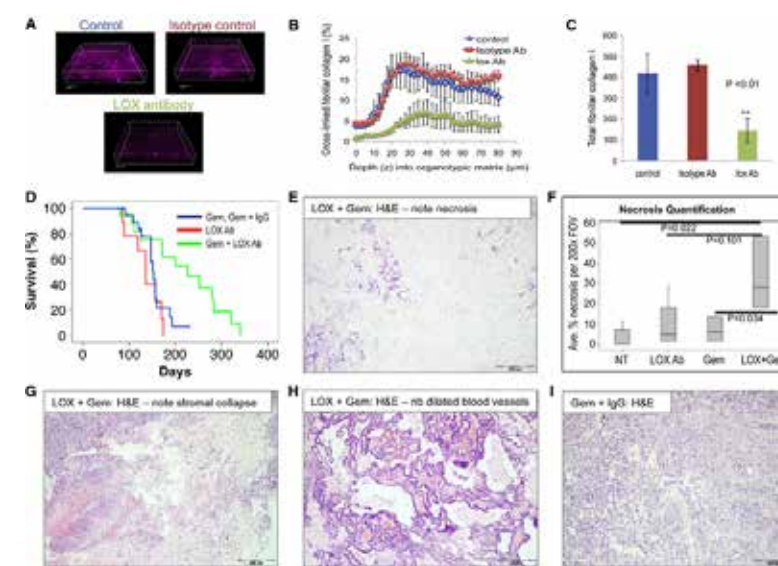 A
Control
Isotype control
LOX antibody
B
Cross-linked fibrillar collagen I (%)
25
20
15
10
5
0
control
Isotype Ab
lox Ab
0 10 20 30 40 50 60 70 80 90
Depth (z) into organotypic matrix (µm)
C
Total fibrillar collagen I
600
500
400
300
200
100
0
P <0.01
**
control
Isotype Ab
lox Ab
D
Survival (%)
100
80
60
40
20
0
Gem, Gem + IgG
LOX Ab
Gem + LOX Ab
0 100 200 300 400
Days
E
LOX + Gem: H&E – note necrosis
F
Necrosis Quantification
Ave. % necrosis per 200x FOV
60
50
40
30
20
10
0
P=0.022
P=0.101
P=0.034
NT
LOX Ab
Gem
LOX+Ge
G
LOX + Gem: H&E – note stromal collapse
H
LOX + Gem: H&E – nb dilated blood vessels
I
Gem + IgG: H&E